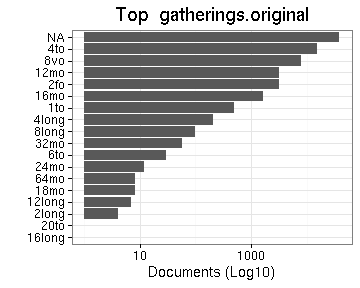 Top gatherings.original
NA
4to
8vo
12mo
2fo
16mo
1to
4long
8long
32mo
6to
24mo
64mo
18mo
12long
2long
20to
16long
10 1000
Documents (Log10)